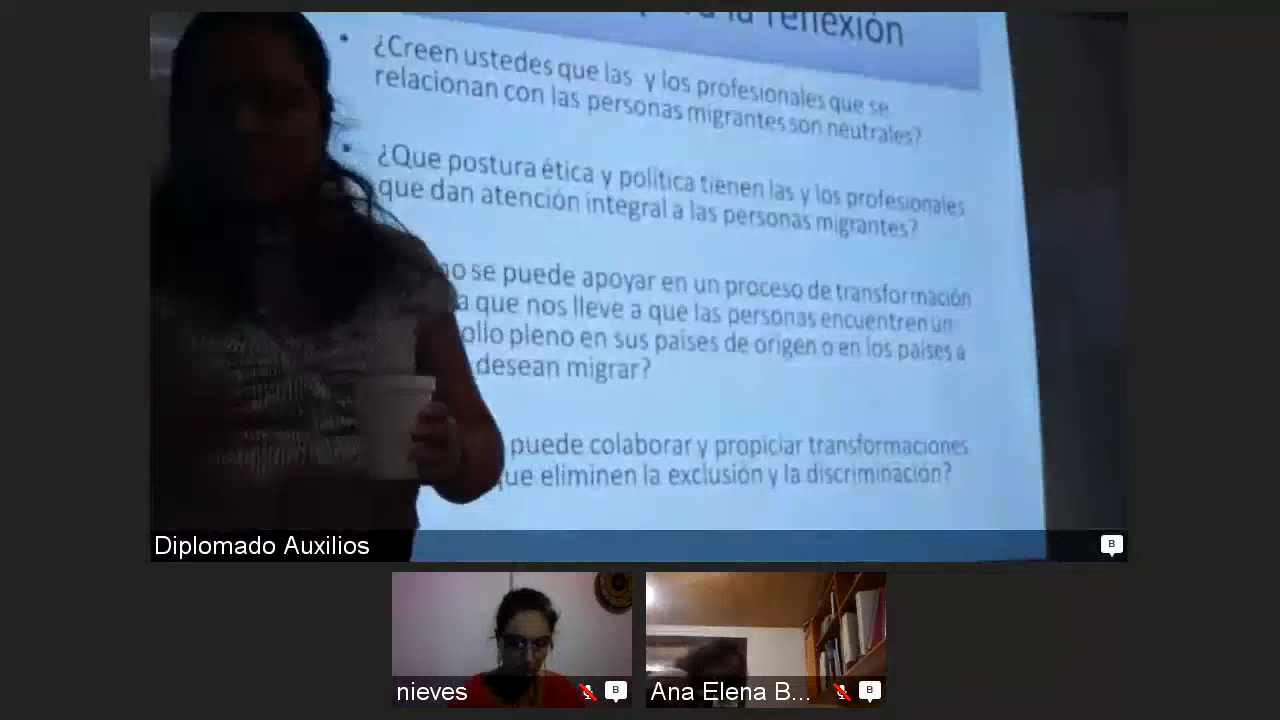 la reflexión
• ¿Creen ustedes que las y los profesionales que se
relacionan con las personas migrantes son neutrales?
• ¿Que postura ética y política tienen las y los profesionales
que dan atención integral a las personas migrantes?
se puede apoyar en un proceso de transformación
que nos lleve a que las personas encuentren un
pleno en sus países de origen o en los países a
desean migrar?
puede colaborar y propiciar transformaciones
que eliminen la exclusión y la discriminación?
Diplomado Auxilios
B
nieves
B
Ana Elena B...
B